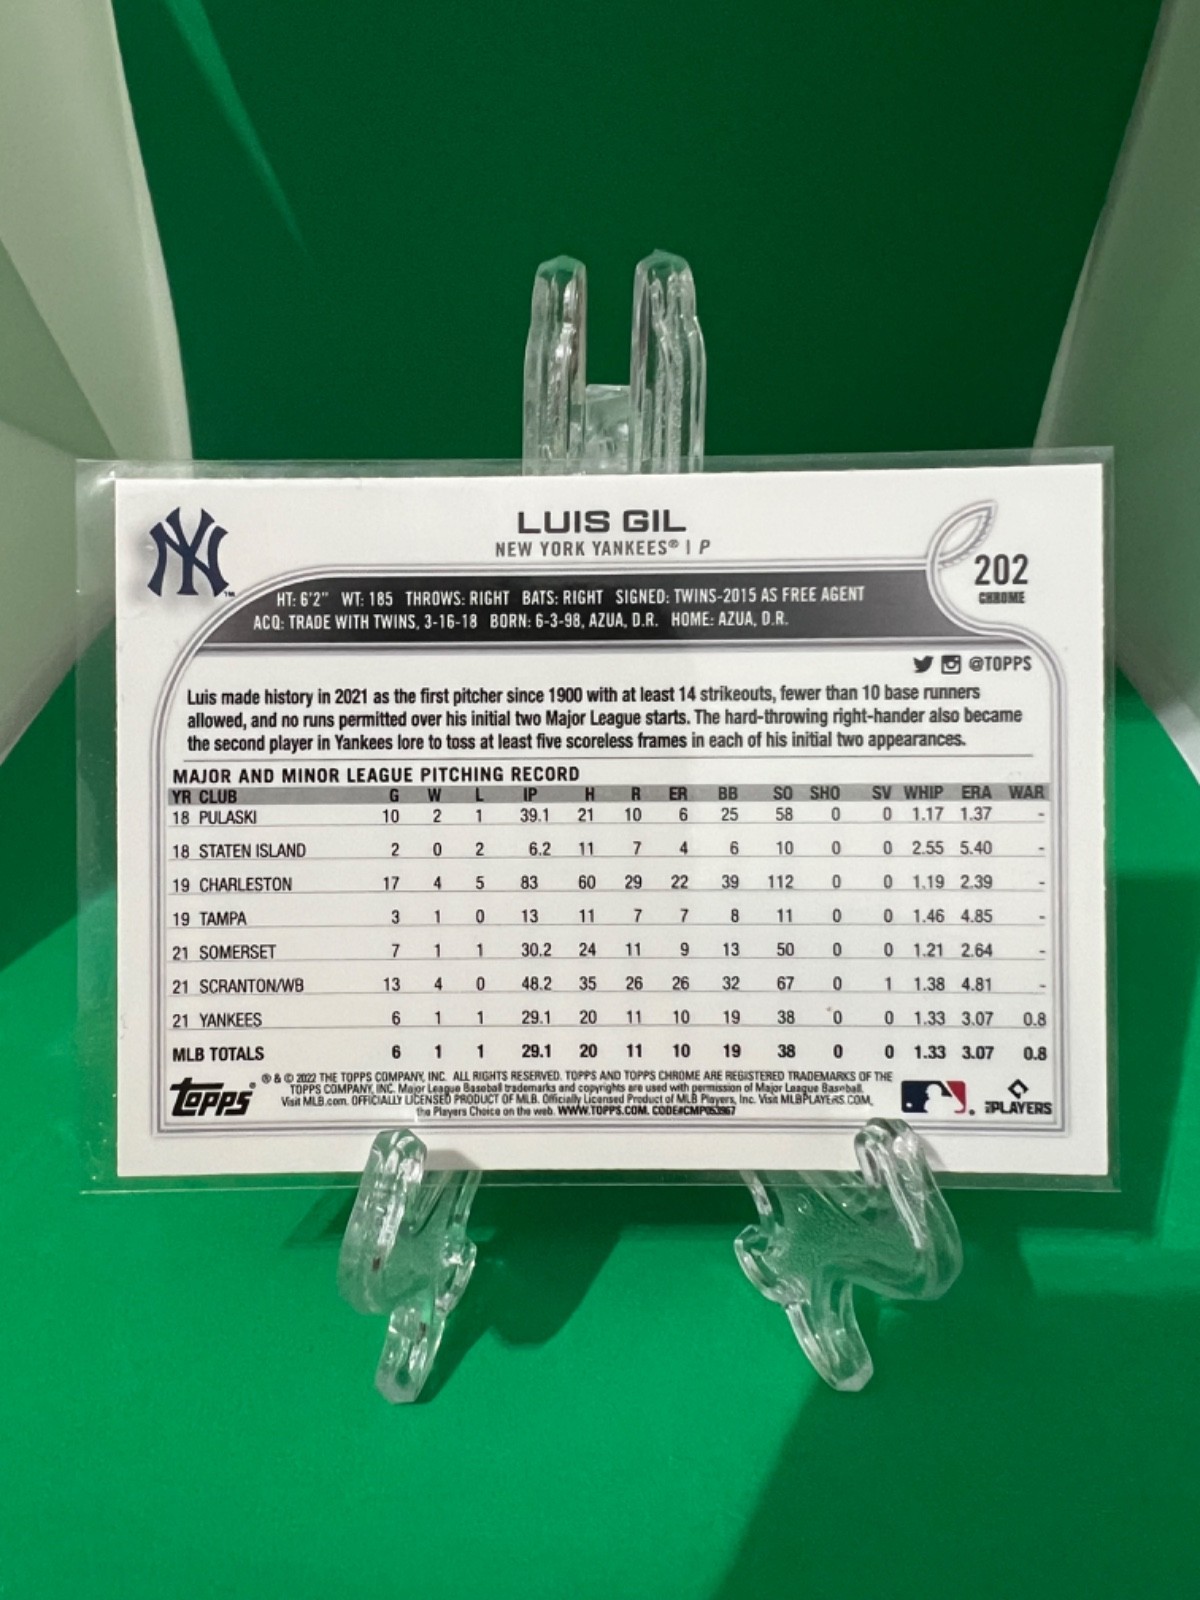 NY
LUIS GIL
NEW YORK YANKEES® | P
202
CHROME
HT: 6'2" WT: 185 THROWS: RIGHT BATS: RIGHT SIGNED: TWINS-2015 AS FREE AGENT
ACQ: TRADE WITH TWINS, 3-16-18 BORN: 6-3-98, AZUA, D.R. HOME: AZUA, D.R.
@TOPPS
Luis made history in 2021 as the first pitcher since 1900 with at least 14 strikeouts, fewer than 10 base runners
allowed, and no runs permitted over his initial two Major League starts. The hard-throwing right-hander also became
the second player in Yankees lore to toss at least five scoreless frames in each of his initial two appearances.
MAJOR AND MINOR LEAGUE PITCHING RECORD
YR CLUB G W L IP H R ER BB SO SHO SV WHIP ERA WAR
18 PULASKI 10 2 1 39.1 21 10 6 25 58 0 0 1.17 1.37 -
18 STATEN ISLAND 2 0 2 6.2 11 7 4 6 10 0 0 2.55 5.40 -
19 CHARLESTON 17 4 5 83 60 29 22 39 112 0 0 1.19 2.39 -
19 TAMPA 3 1 0 13 11 7 7 8 11 0 0 1.46 4.85 -
21 SOMERSET 7 1 1 30.2 24 11 9 13 50 0 0 1.21 2.64 -
21 SCRANTON/WB 13 4 0 48.2 35 26 26 32 67 0 1 1.38 4.81 -
21 YANKEES 6 1 1 29.1 20 11 10 19 38 0 0 1.33 3.07 0.8
MLB TOTALS 6 1 1 29.1 20 11 10 19 38 0 0 1.33 3.07 0.8
Topps®
® & © 2022 THE TOPPS COMPANY, INC. ALL RIGHTS RESERVED. TOPPS AND TOPPS CHROME ARE REGISTERED TRADEMARKS OF THE
TOPPS COMPANY, INC. Major League Baseball trademarks and copyrights are used with permission of Major League Baseball.
Visit MLB.com. OFFICIALLY LICENSED PRODUCT OF MLB. Officially Licensed Product of MLB Players, Inc. Visit MLBPLAYERS.COM,
the Players Choice on the web. WWW.TOPPS.COM. CODE#CMP053967
PLAYERS